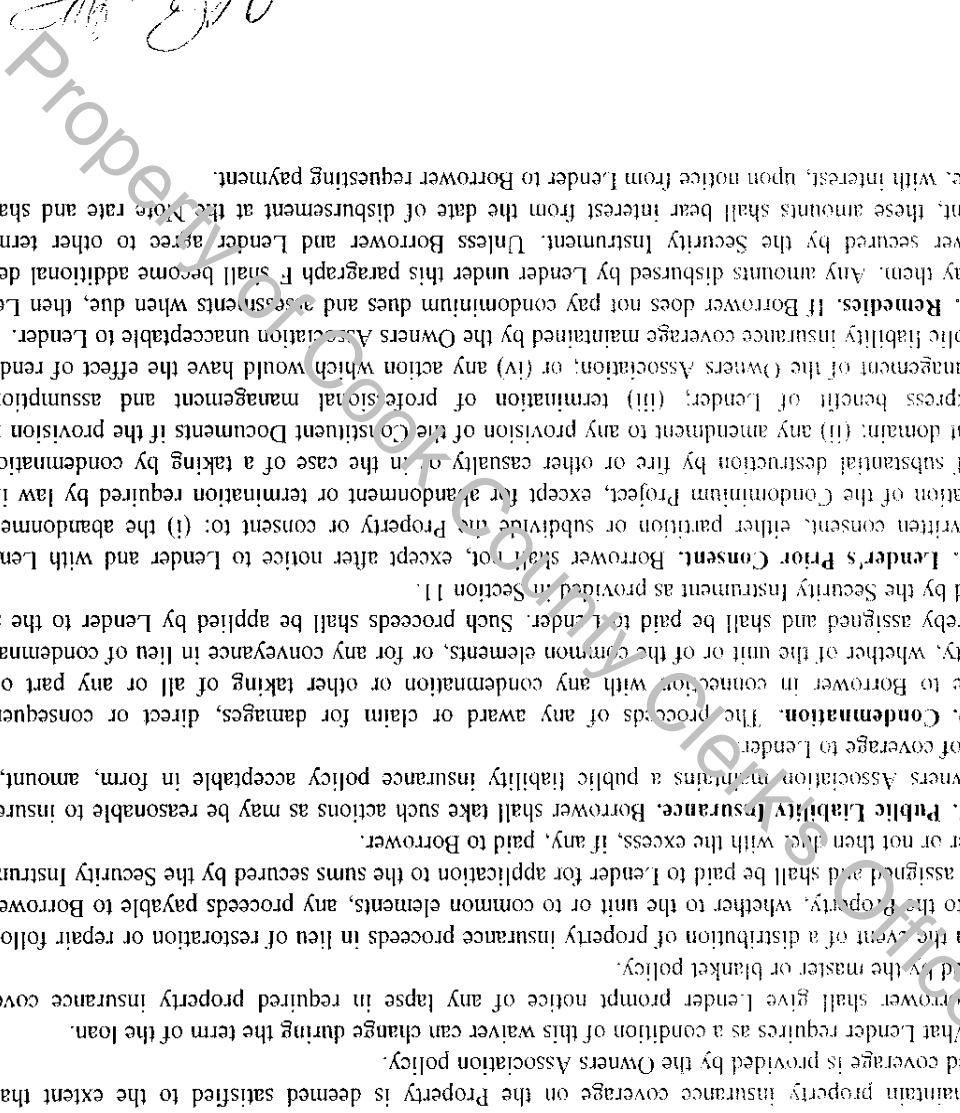 maintain property insurance coverage on the Property is deemed satisfied to the extent tha
ed coverage is provided by the Owners Association policy.
What Lender requires as a condition of this waiver can change during the term of the loan.
orrower shall give Lender prompt notice of any lapse in required property insurance cove
ed by the master or blanket policy.
n the event of a distribution of property insurance proceeds in lieu of restoration or repair follo
to the Property, whether to the unit or to common elements, any proceeds payable to Borrowe
assigned and shall be paid to Lender for application to the sums secured by the Security Instrum
er or not then due, with the excess, if any, paid to Borrower.
. Public Liability Insurance. Borrower shall take such actions as may be reasonable to insure
wners Association maintains a public liability insurance policy acceptable in form, amount,
of coverage to Lender.
. Condemnation. The proceeds of any award or claim for damages, direct or consequen
e to Borrower in connection with any condemnation or other taking of all or any part o
ty, whether of the unit or of the common elements, or for any conveyance in lieu of condemna
reby assigned and shall be paid to Lender. Such proceeds shall be applied by Lender to the s
d by the Security Instrument as provided in Section 11.
. Lender's Prior Consent. Borrower shall not, except after notice to Lender and with Len
written consent, either partition or subdivide the Property or consent to: (i) the abandonme
ation of the Condominium Project, except for abandonment or termination required by law i
f substantial destruction by fire or other casualty or in the case of a taking by condemnatio
t domain; (ii) any amendment to any provision of the Constituent Documents if the provision
express benefit of Lender; (iii) termination of professional management and assumption
anagement of the Owners Association; or (iv) any action which would have the effect of rend
blic liability insurance coverage maintained by the Owners Association unacceptable to Lender.
. Remedies. If Borrower does not pay condominium dues and assessments when due, then Le
ay them. Any amounts disbursed by Lender under this paragraph F shall become additional de
wer secured by the Security Instrument. Unless Borrower and Lender agree to other term
ent, these amounts shall bear interest from the date of disbursement at the Note rate and sha
e, with interest, upon notice from Lender to Borrower requesting payment.
Property of Cook County Clerk's Office